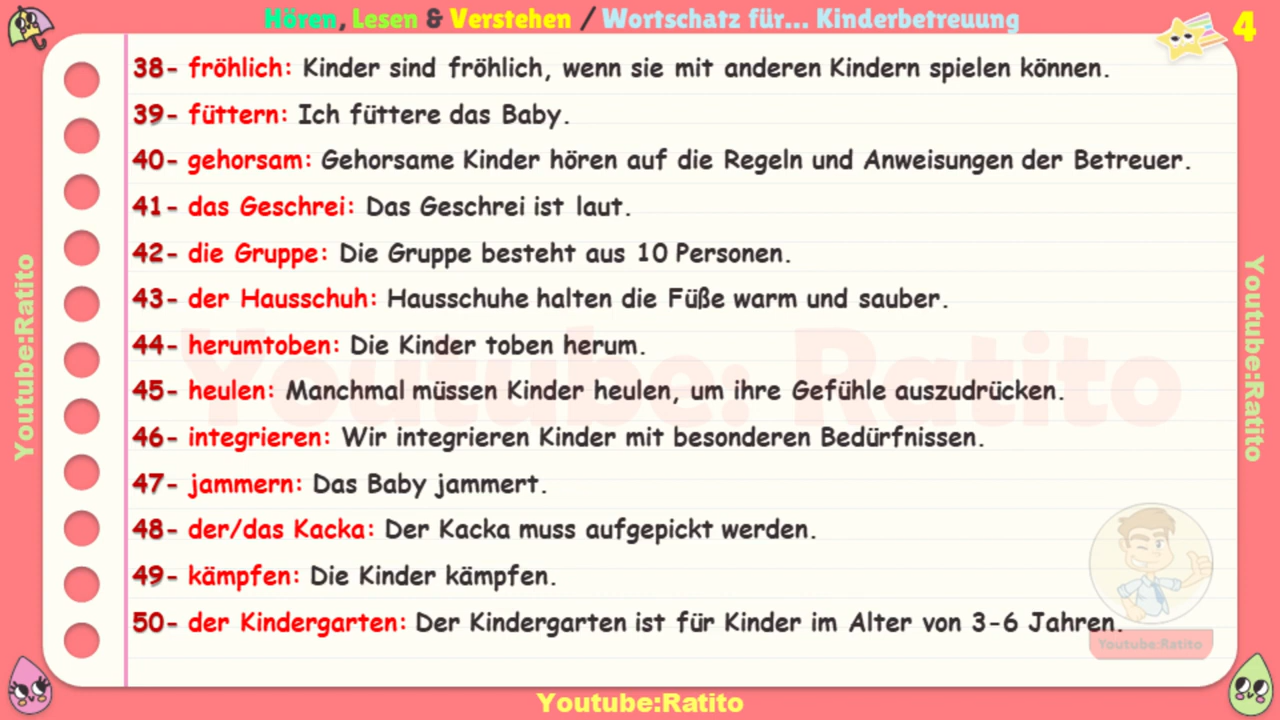 Hören, Lesen & Verstehen / Wortschatz für... Kinderbetreuung
4
38- fröhlich: Kinder sind fröhlich, wenn sie mit anderen Kindern spielen können.
39- füttern: Ich füttere das Baby.
40- gehorsam: Gehorsame Kinder hören auf die Regeln und Anweisungen der Betreuer.
41- das Geschrei: Das Geschrei ist laut.
42- die Gruppe: Die Gruppe besteht aus 10 Personen.
43- der Hausschuh: Hausschuhe halten die Füße warm und sauber.
44- herumtoben: Die Kinder toben herum.
45- heulen: Manchmal müssen Kinder heulen, um ihre Gefühle auszudrücken.
46- integrieren: Wir integrieren Kinder mit besonderen Bedürfnissen.
47- jammern: Das Baby jammert.
48- der/das Kacka: Der Kacka muss aufgepickt werden.
49- kämpfen: Die Kinder kämpfen.
50- der Kindergarten: Der Kindergarten ist für Kinder im Alter von 3-6 Jahren.
Youtube:Ratito
Youtube:Ratito
Youtube: Ratito
Youtube:Ratito
Youtube:Ratito